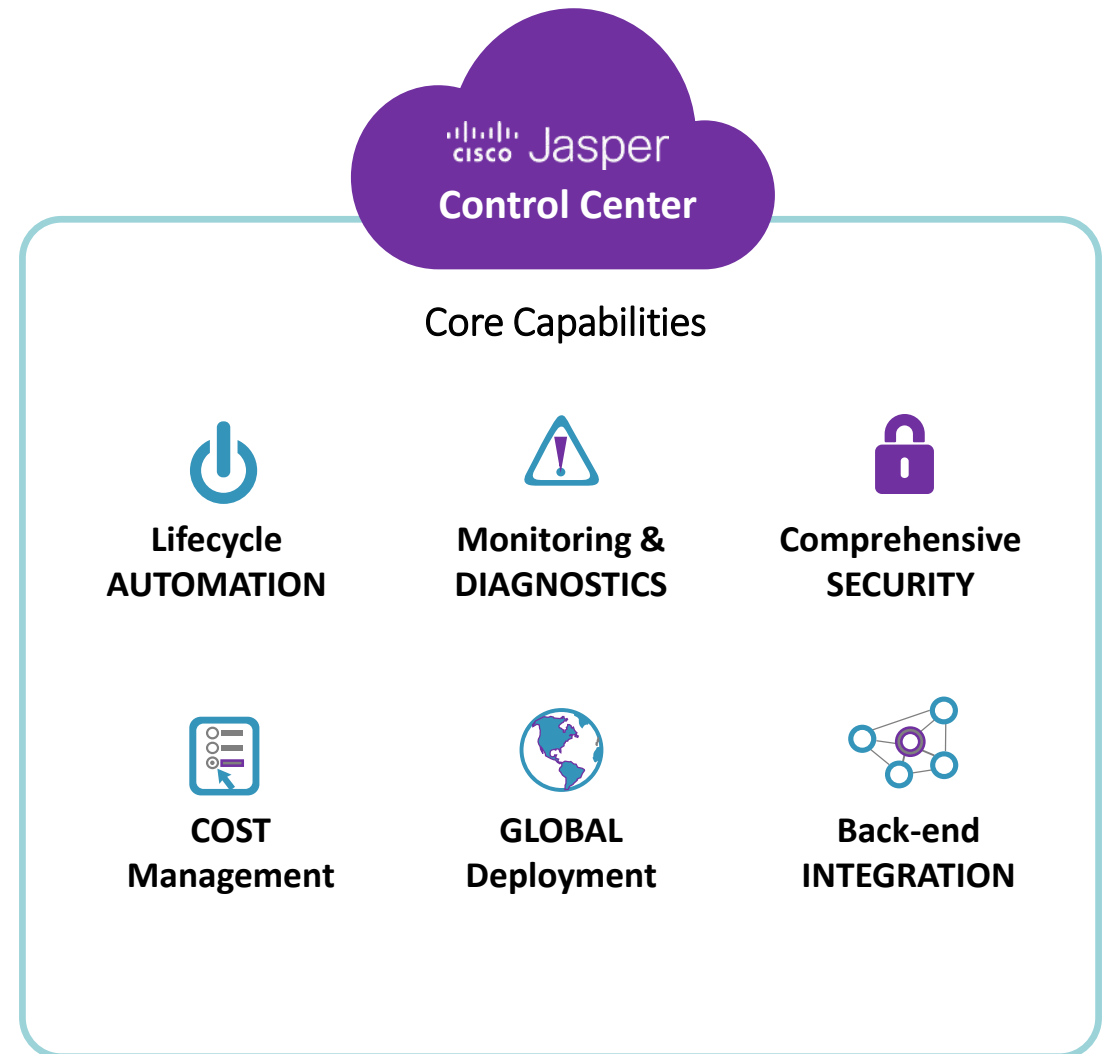 CISCO Jasper
Control Center
Core Capabilities
Lifecycle
AUTOMATION
Monitoring &
DIAGNOSTICS
Comprehensive
SECURITY
COST
Management
GLOBAL
Deployment
Back-end
INTEGRATION